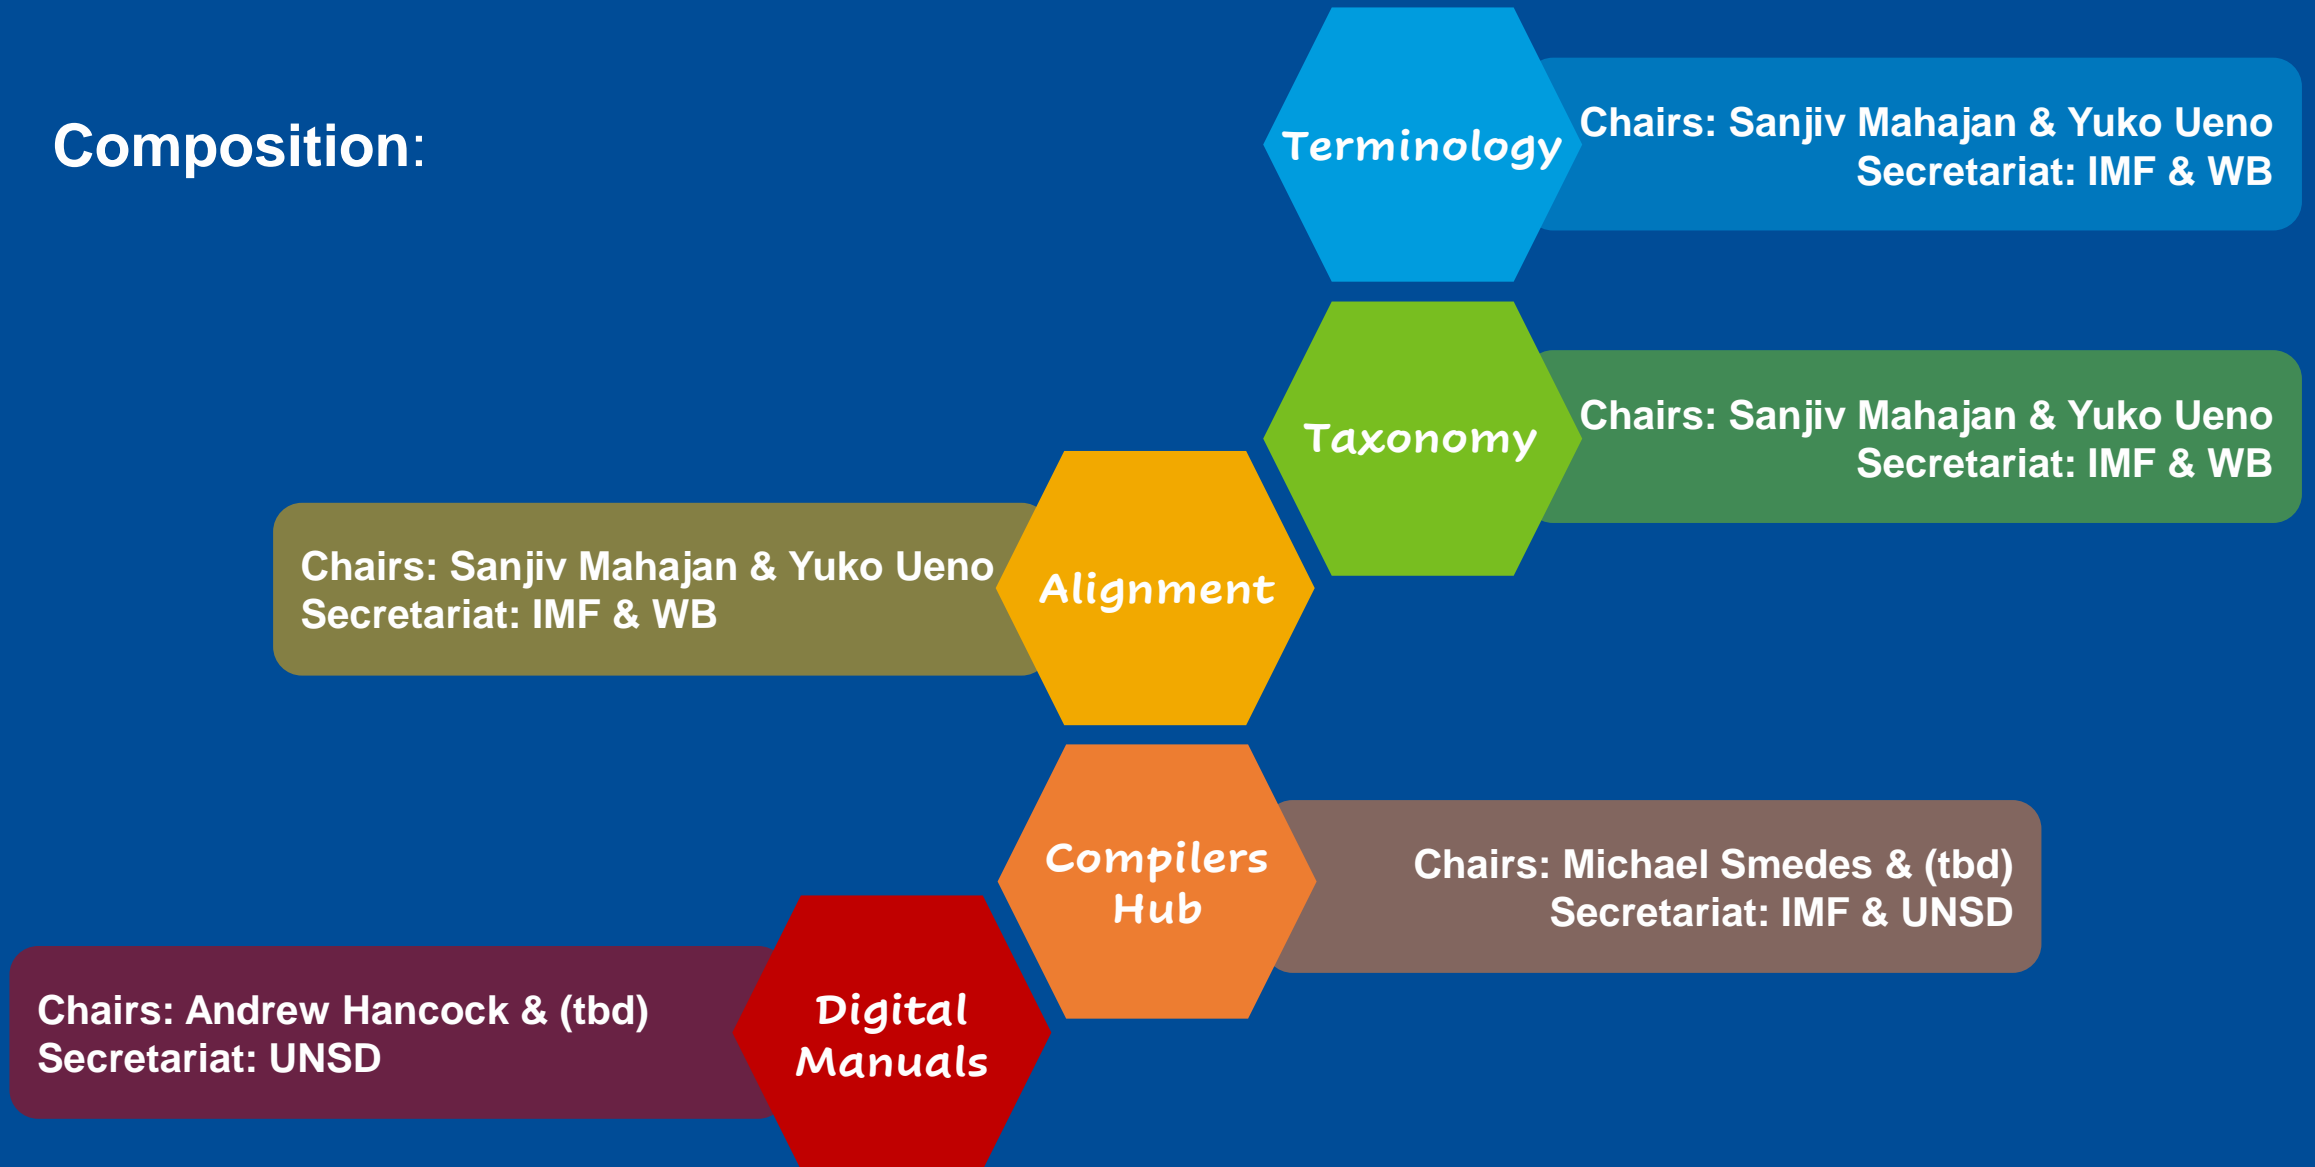 Composition:
Terminology
Chairs: Sanjiv Mahajan & Yuko Ueno
Secretariat: IMF & WB
Taxonomy
Chairs: Sanjiv Mahajan & Yuko Ueno
Secretariat: IMF & WB
Chairs: Sanjiv Mahajan & Yuko Ueno
Secretariat: IMF & WB
Alignment
Compilers
Hub
Chairs: Michael Smedes & (tbd)
Secretariat: IMF & UNSD
Chairs: Andrew Hancock & (tbd)
Secretariat: UNSD
Digital
Manuals